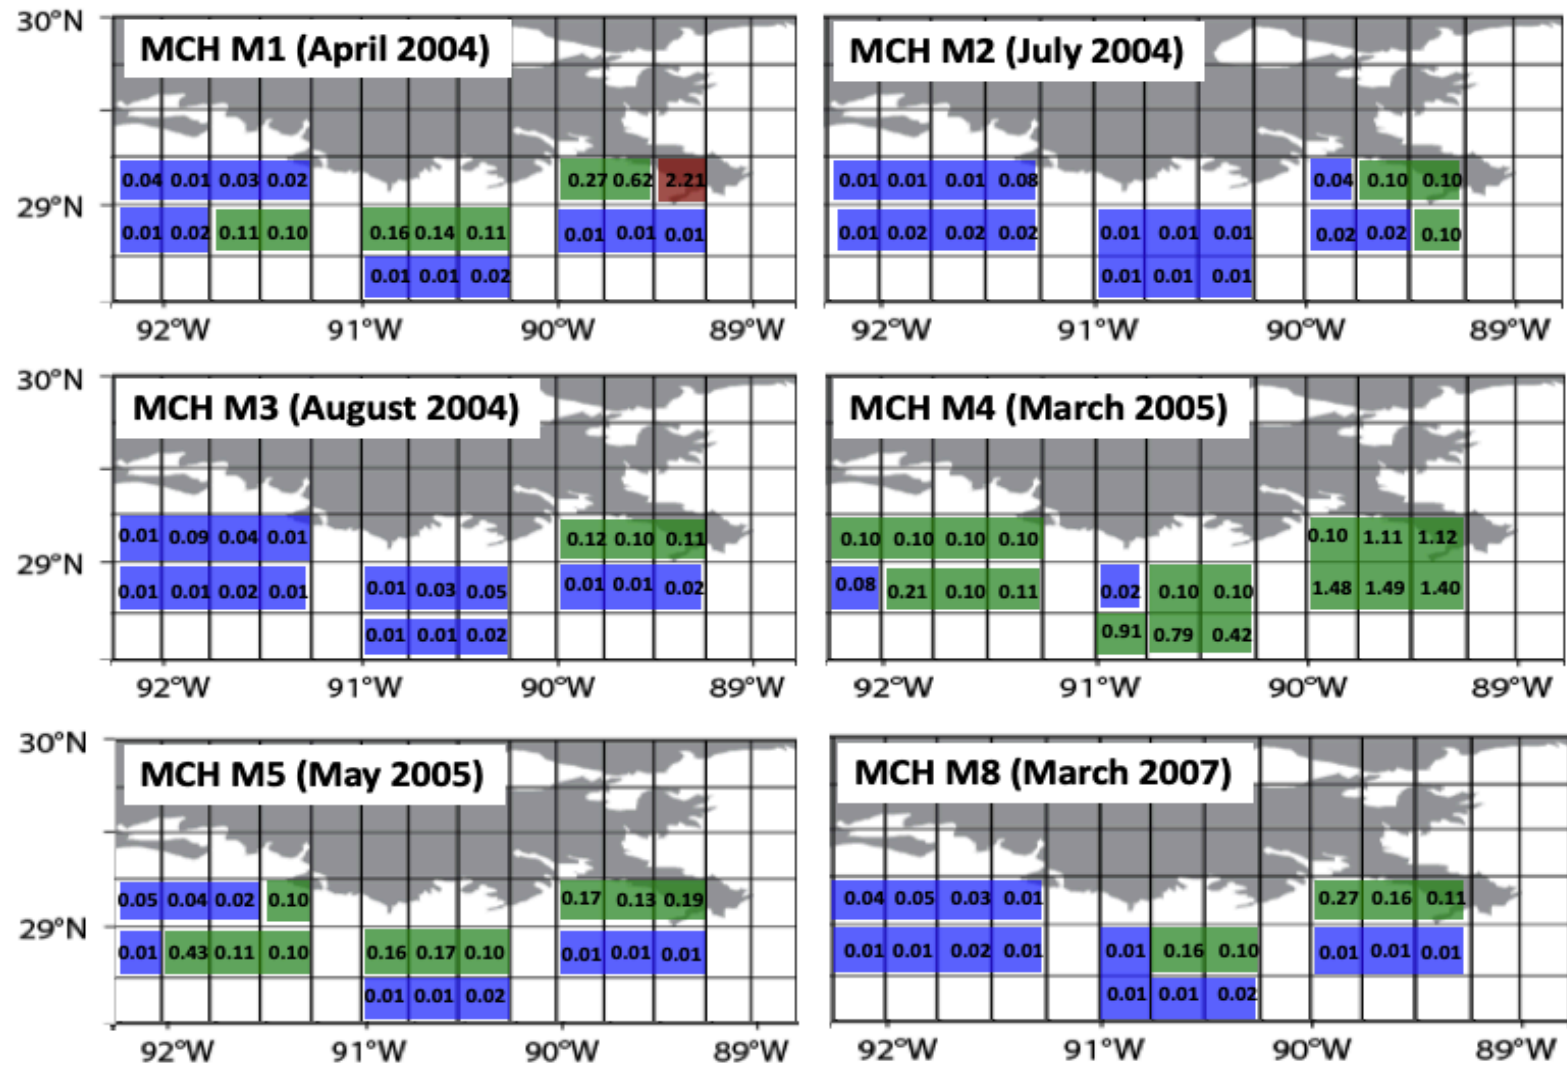 30°N
MCH M1 (April 2004)
0.04 0.01 0.03 0.02
0.27 0.62 2.21
29°N
0.01 0.02 0.11 0.10
0.16 0.14 0.11
0.01 0.01 0.01
0.01 0.01 0.02
92°W 91°W 90°W 89°W
MCH M2 (July 2004)
0.01 0.01 0.01 0.08
0.04 0.10 0.10
0.01 0.02 0.02 0.02
0.01 0.01 0.01
0.02 0.02 0.10
0.01 0.01 0.01
92°W 91°W 90°W 89°W
30°N
MCH M3 (August 2004)
0.01 0.09 0.04 0.01
0.12 0.10 0.11
29°N
0.01 0.01 0.02 0.01
0.01 0.03 0.05
0.01 0.01 0.02
0.01 0.01 0.02
92°W 91°W 90°W 89°W
MCH M4 (March 2005)
0.10 0.10 0.10 0.10
0.10 1.11 1.12
0.08 0.21 0.10 0.11
0.02 0.10 0.10
1.48 1.49 1.40
0.91 0.79 0.42
92°W 91°W 90°W 89°W
30°N
MCH M5 (May 2005)
0.05 0.04 0.02 0.10
0.17 0.13 0.19
29°N
0.01 0.43 0.11 0.10
0.16 0.17 0.10
0.01 0.01 0.01
0.01 0.01 0.02
92°W 91°W 90°W 89°W
MCH M8 (March 2007)
0.04 0.05 0.03 0.01
0.27 0.16 0.11
0.01 0.01 0.02 0.01
0.01 0.16 0.10
0.01 0.01 0.01
0.01 0.01 0.02
92°W 91°W 90°W 89°W